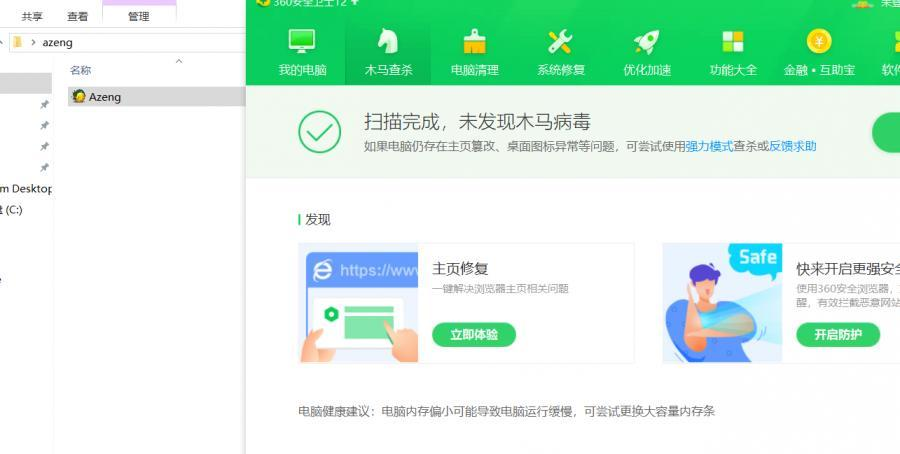 共享 查看 管理
azeng
名称
Azeng
m Desktop
(C:)
360安全卫士12
我的电脑 木马查杀 电脑清理 系统修复 优化加速 功能大全 金融·互助宝 软件
扫描完成，未发现木马病毒
如果电脑仍存在主页篡改、桌面图标异常等问题，可尝试使用强力模式查杀或反馈求助
发现
https://www
主页修复
一键解决浏览器主页相关问题
立即体验
Safe
快来开启更强安全
使用360安全浏览器，
醒，有效拦截恶意网站
开启防护
电脑健康建议：电脑内存偏小可能导致电脑运行缓慢，可尝试更换大容量内存条